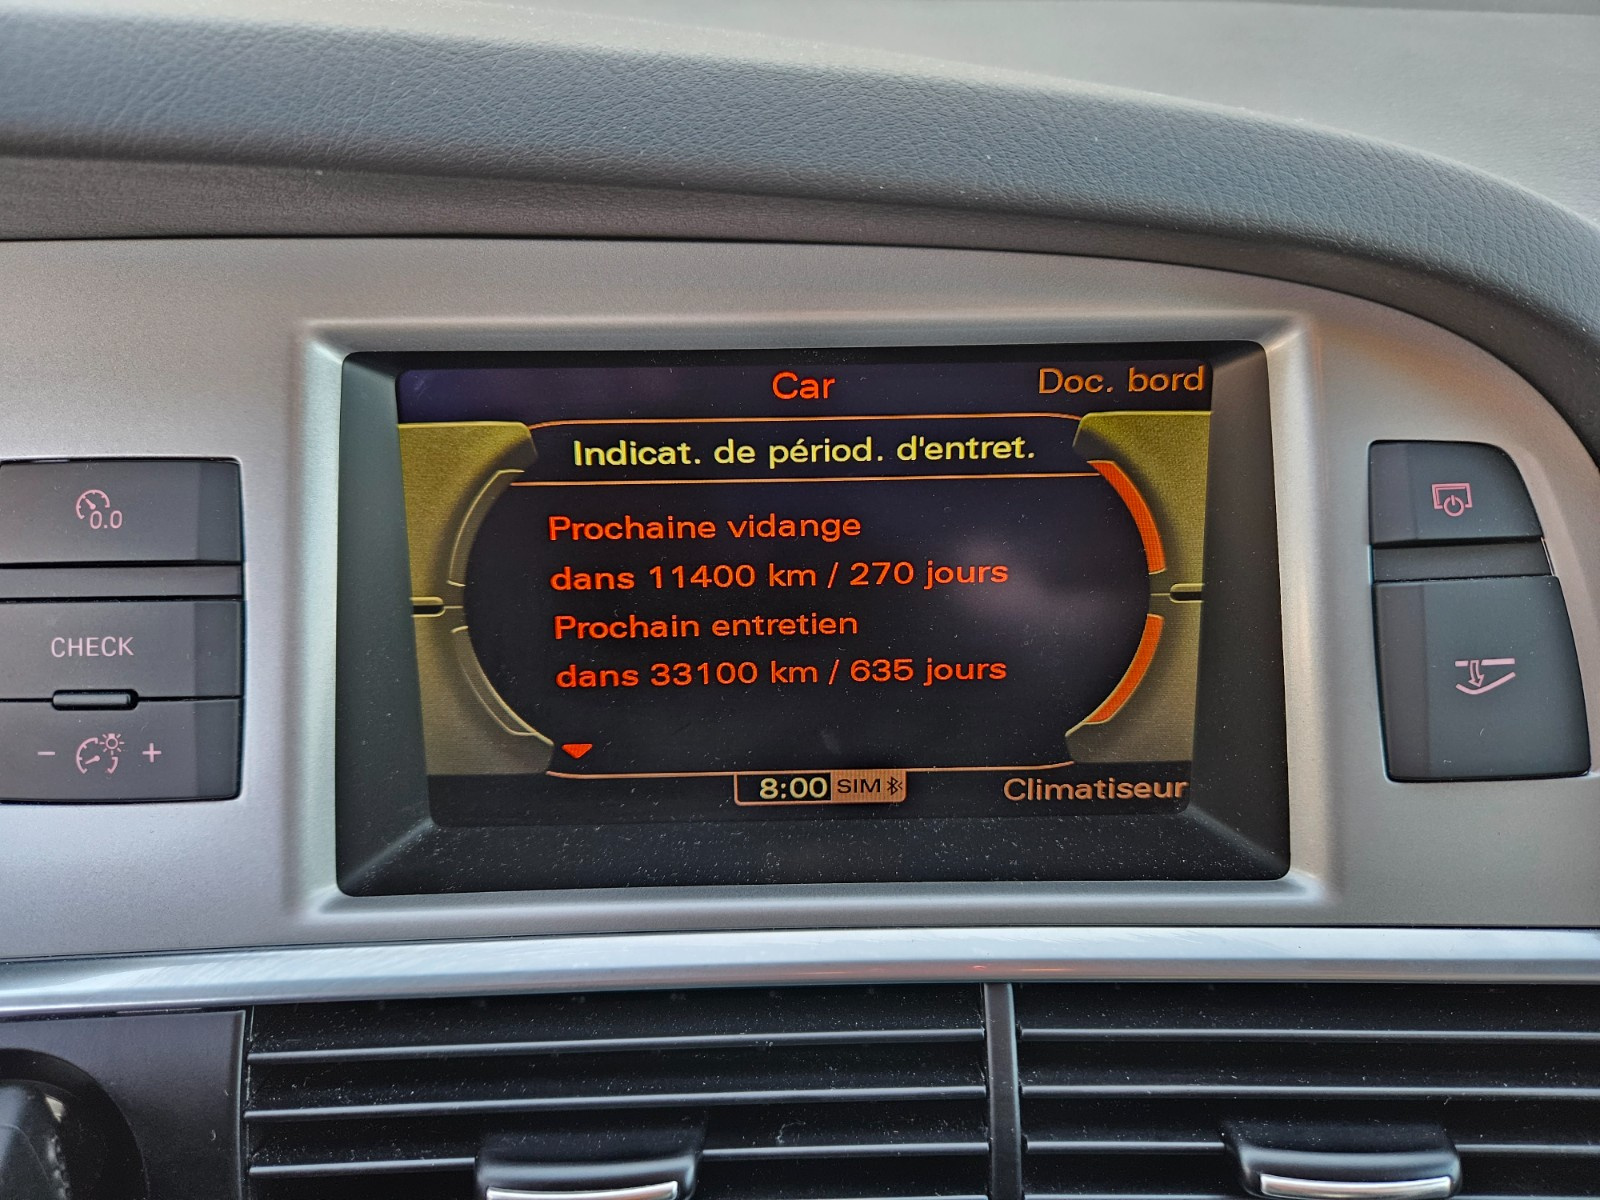 Car
Doc. bord
Indicat. de périod. d'entret.
Prochaine vidange
dans 11400 km / 270 jours
Prochain entretien
dans 33100 km / 635 jours
8:00 SIM
Climatiseur
0.0
CHECK
- +